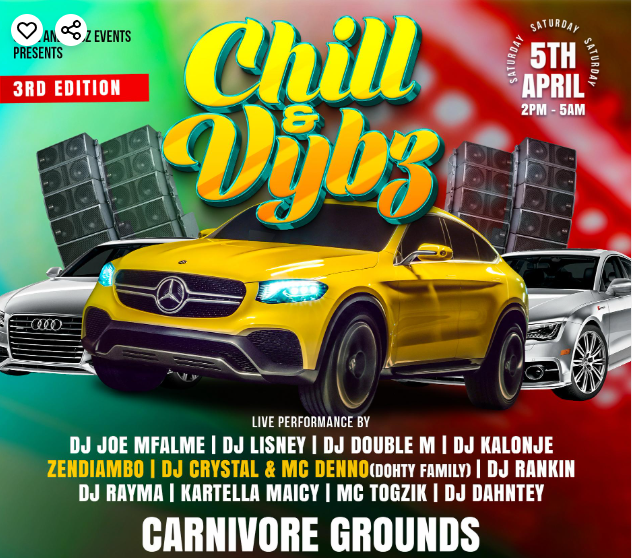 EVENTS
PRESENTS
3RD EDITION
Chill
&
Vybz
SATURDAY SATURDAY SATURDAY
5TH
APRIL
2PM - 5AM
LIVE PERFORMANCE BY
DJ JOE MFALME | DJ LISNEY | DJ DOUBLE M | DJ KALONJE
ZENDIAMBO | DJ CRYSTAL & MC DENNO(DOHTY FAMILY) | DJ RANKIN
DJ RAYMA | KARTELLA MAICY | MC TOGZIK | DJ DAHNTEY
CARNIVORE GROUNDS